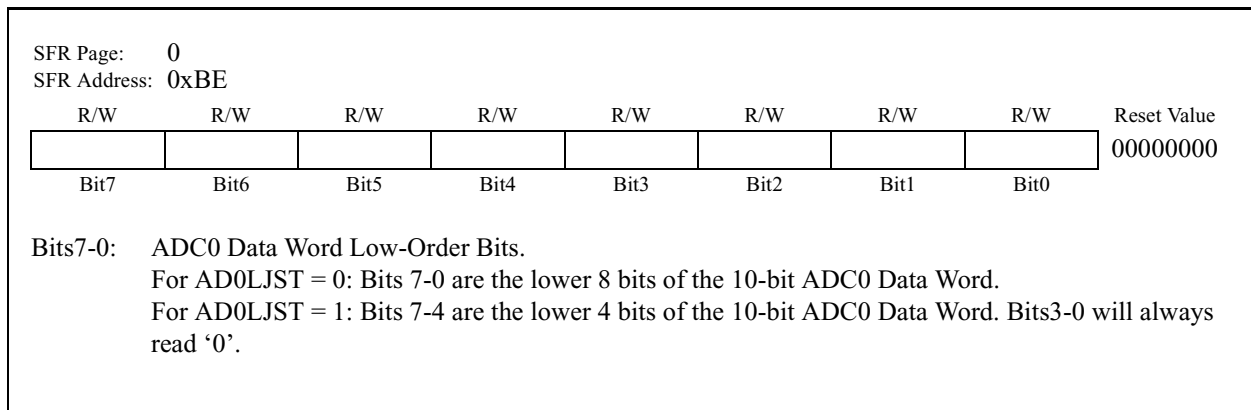 SFR Page: 0
SFR Address: 0xBE
R/W R/W R/W R/W R/W R/W R/W R/W Reset Value
00000000
Bit7 Bit6 Bit5 Bit4 Bit3 Bit2 Bit1 Bit0
Bits7-0: ADC0 Data Word Low-Order Bits.
For AD0LJST = 0: Bits 7-0 are the lower 8 bits of the 10-bit ADC0 Data Word.
For AD0LJST = 1: Bits 7-4 are the lower 4 bits of the 10-bit ADC0 Data Word. Bits3-0 will always
read ‘0’.